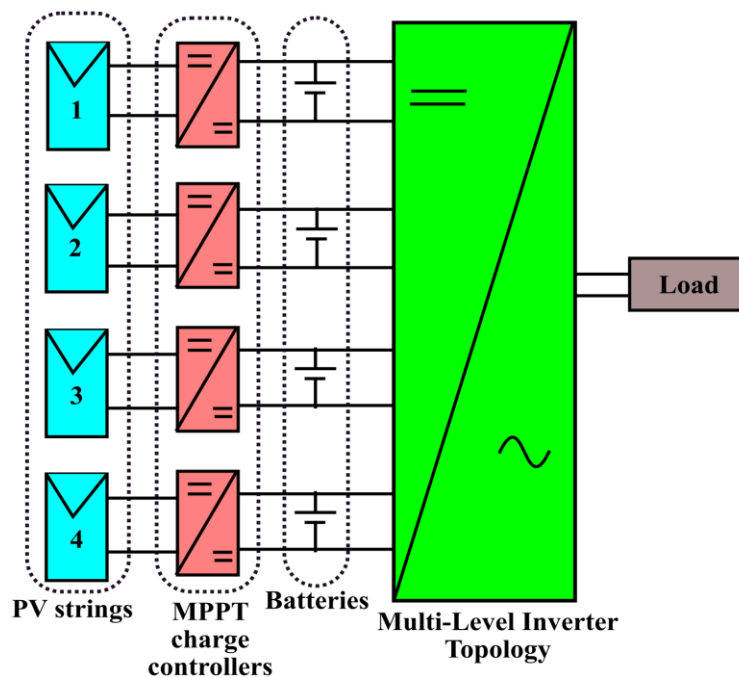 1
2
3
4
Load
PV strings
MPPT
charge
controllers
Batteries
Multi-Level Inverter
Topology